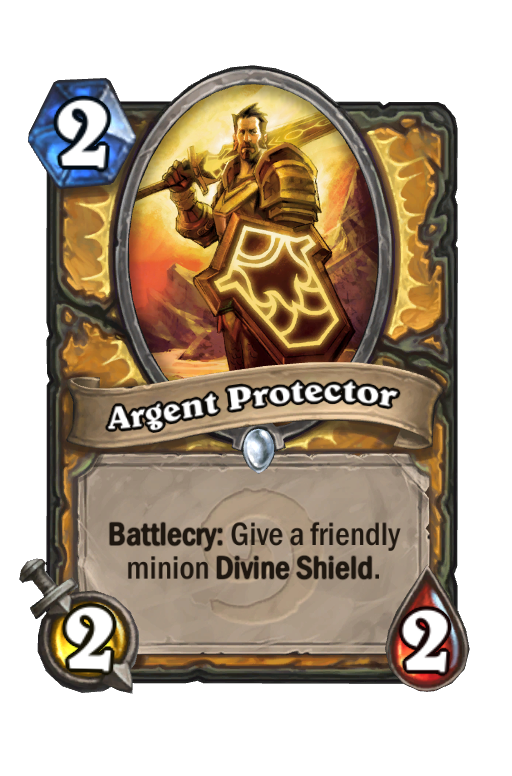 2
Argent Protector
Battlecry: Give a friendly
minion Divine Shield.
2
2